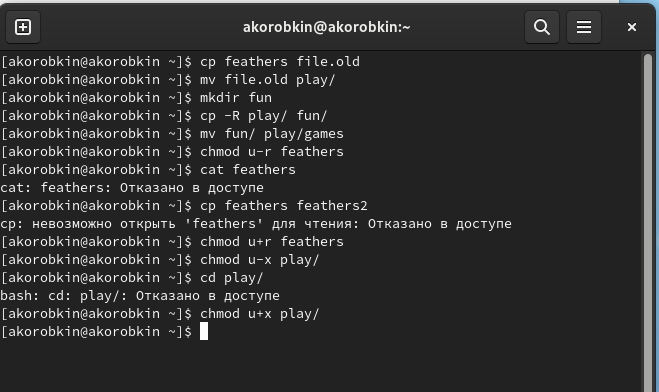 akorobkin@akorobkin:~
[akorobkin@akorobkin ~]$ cp feathers file.old
[akorobkin@akorobkin ~]$ mv file.old play/
[akorobkin@akorobkin ~]$ mkdir fun
[akorobkin@akorobkin ~]$ cp -R play/ fun/
[akorobkin@akorobkin ~]$ mv fun/ play/games
[akorobkin@akorobkin ~]$ chmod u-r feathers
[akorobkin@akorobkin ~]$ cat feathers
cat: feathers: Отказано в доступе
[akorobkin@akorobkin ~]$ cp feathers feathers2
cp: невозможно открыть 'feathers' для чтения: Отказано в доступе
[akorobkin@akorobkin ~]$ chmod u+r feathers
[akorobkin@akorobkin ~]$ chmod u-x play/
[akorobkin@akorobkin ~]$ cd play/
bash: cd: play/: Отказано в доступе
[akorobkin@akorobkin ~]$ chmod u+x play/
[akorobkin@akorobkin ~]$